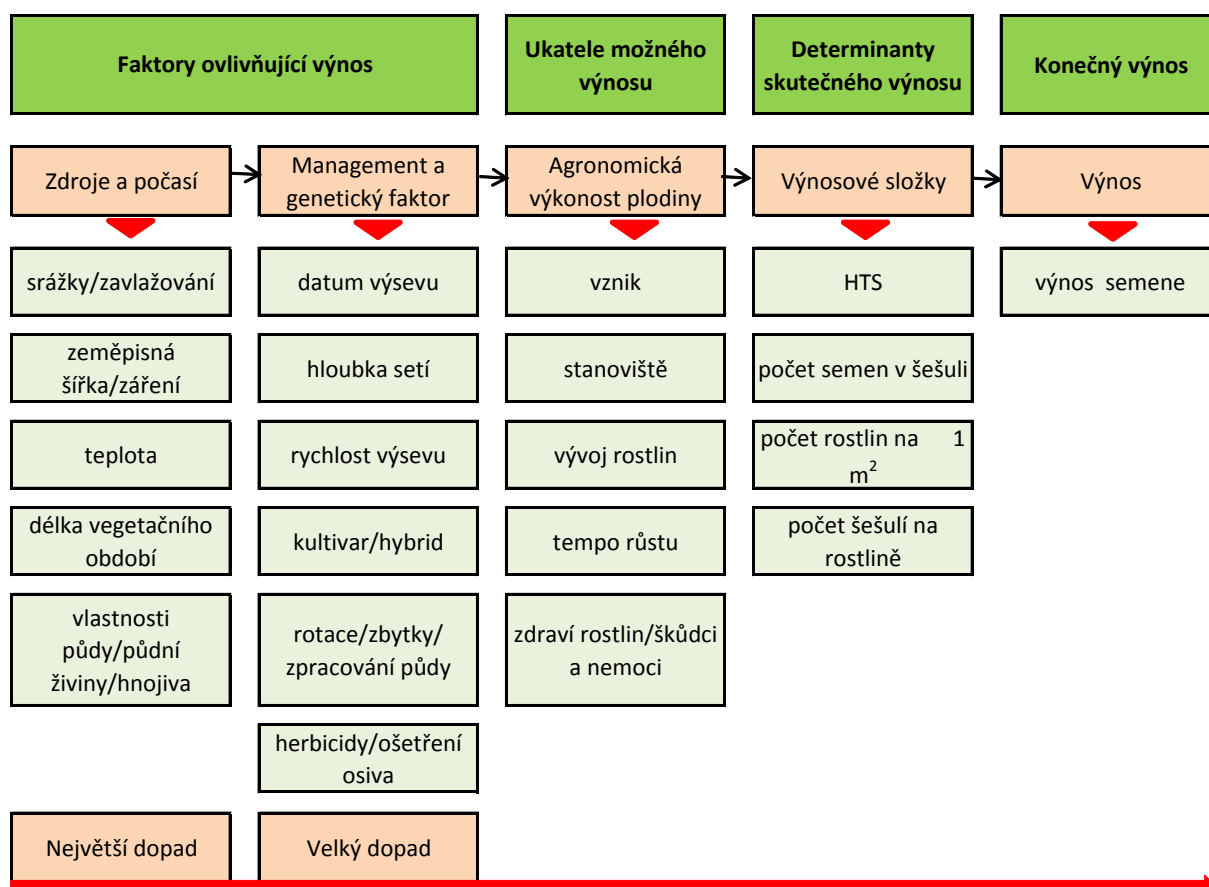 Faktory ovlivňující výnos
Ukatele možného
výnosu
Determinanty
skutečného výnosu
Konečný výnos
Zdroje a počasí
Management a
genetický faktor
Agronomická
výkonost plodiny
Výnosové složky
Výnos
srážky/zavlažování
datum výsevu
vznik
HTS
výnos semene
zeměpisná
šířka/záření
hloubka setí
stanoviště
počet semen v šešuli
teplota
rychlost výsevu
vývoj rostlin
počet rostlin na 1
m²
délka vegetačního
období
kultivar/hybrid
tempo růstu
počet šešulí na
rostlině
vlastnosti
půdy/půdní
živiny/hnojiva
rotace/zbytky/
zpracování půdy
zdraví rostlin/škůdci
a nemoci
herbicidy/ošetření
osiva
Největší dopad
Velký dopad